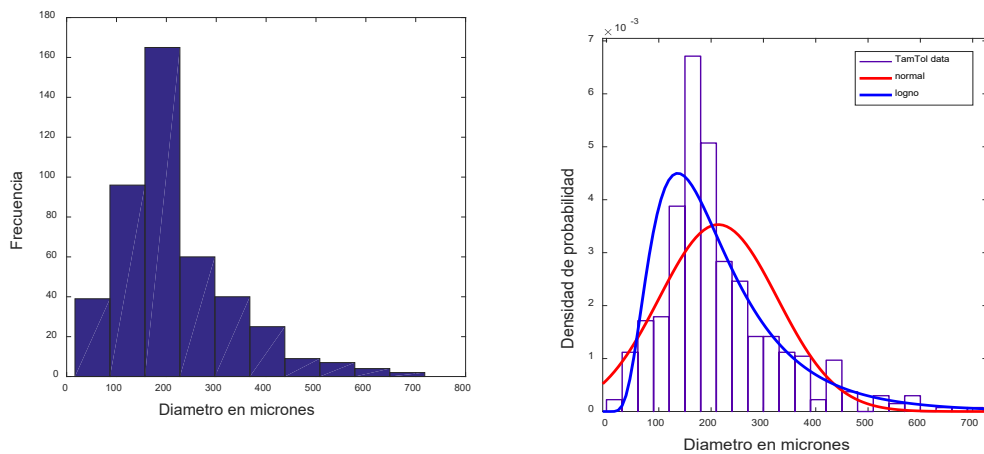 180
160
140
120
100
80
60
40
20
0
Frecuencia
0 100 200 300 400 500 600 700 800
Diametro en micrones
× 10⁻³
7
6
5
4
3
2
1
0
Densidad de probabilidad
TamTol data
normal
logno
0 100 200 300 400 500 600 700
Diametro en micrones